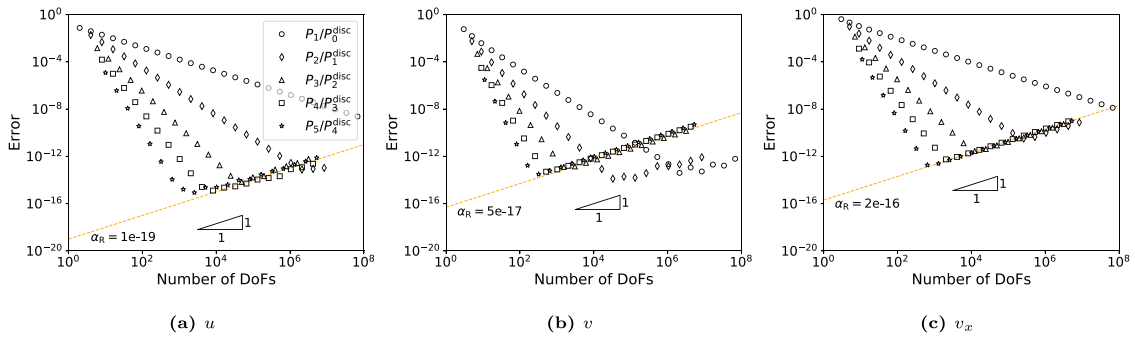 10^0
10^-4
10^-8
10^-12
10^-16
10^-20
Error
P_1/P_0^disc
P_2/P_1^disc
P_3/P_2^disc
P_4/P_3^disc
P_5/P_4^disc
α_R = 1e-19
1
1
10^0 10^2 10^4 10^6 10^8
Number of DoFs
(a) u
10^0
10^-4
10^-8
10^-12
10^-16
10^-20
Error
α_R = 5e-17
1
1
10^0 10^2 10^4 10^6 10^8
Number of DoFs
(b) v
10^0
10^-4
10^-8
10^-12
10^-16
10^-20
Error
α_R = 2e-16
1
1
10^0 10^2 10^4 10^6 10^8
Number of DoFs
(c) v_x